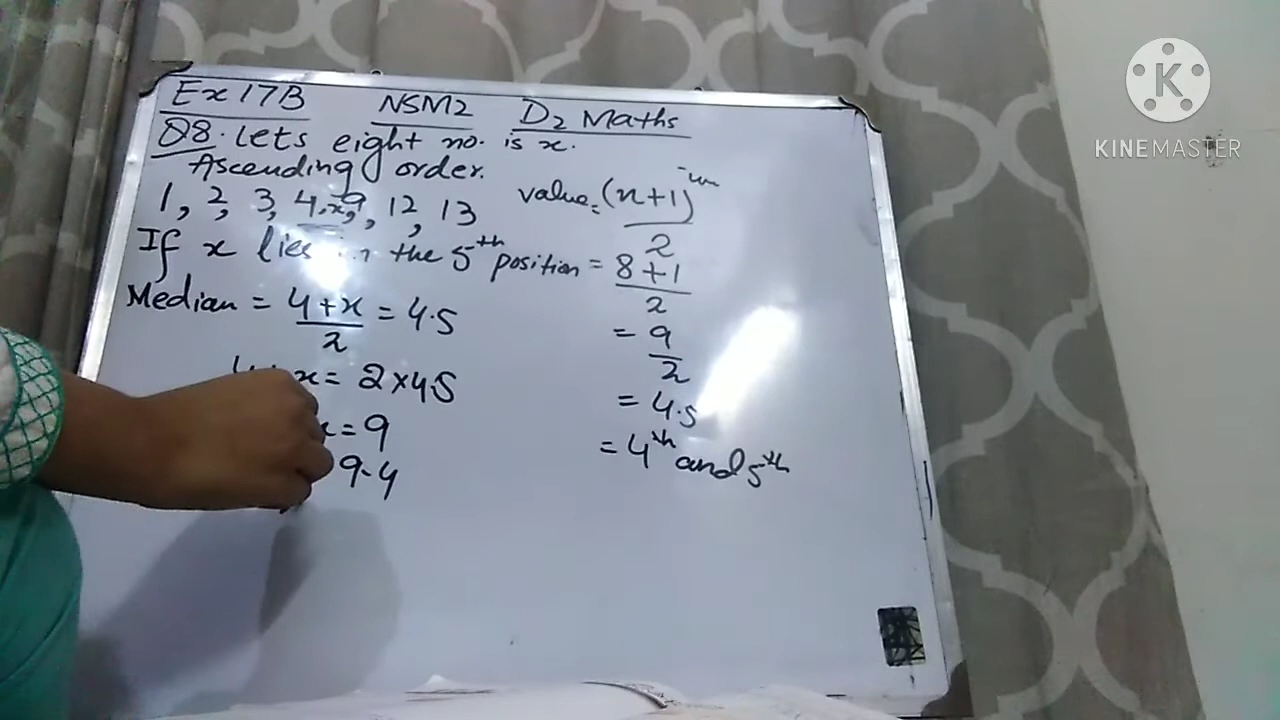 Ex 17B NSM2 D2 Maths
Q8. Lets eight no. is x.
Ascending order.
1, 2, 3, 4, x, 9, 12, 13
If x lies in the 5th position
Median = 4+x/2 = 4.5
x = 2×4.5
x = 9
9-4
value = (n+1)/2
= 8+1/2
= 9/2
= 4.5
= 4th and 5th
K
KINEMASTER